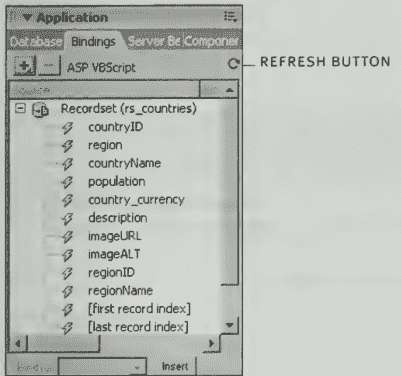 Application
Database Bindings Server Be Componer
ASP VBScript
REFRESH BUTTON
Source
Recordset (rs_countries)
countryID
region
countryName
population
country_currency
description
imageURL
imageALT
regionID
regionName
[first record index]
[last record index]
Insert